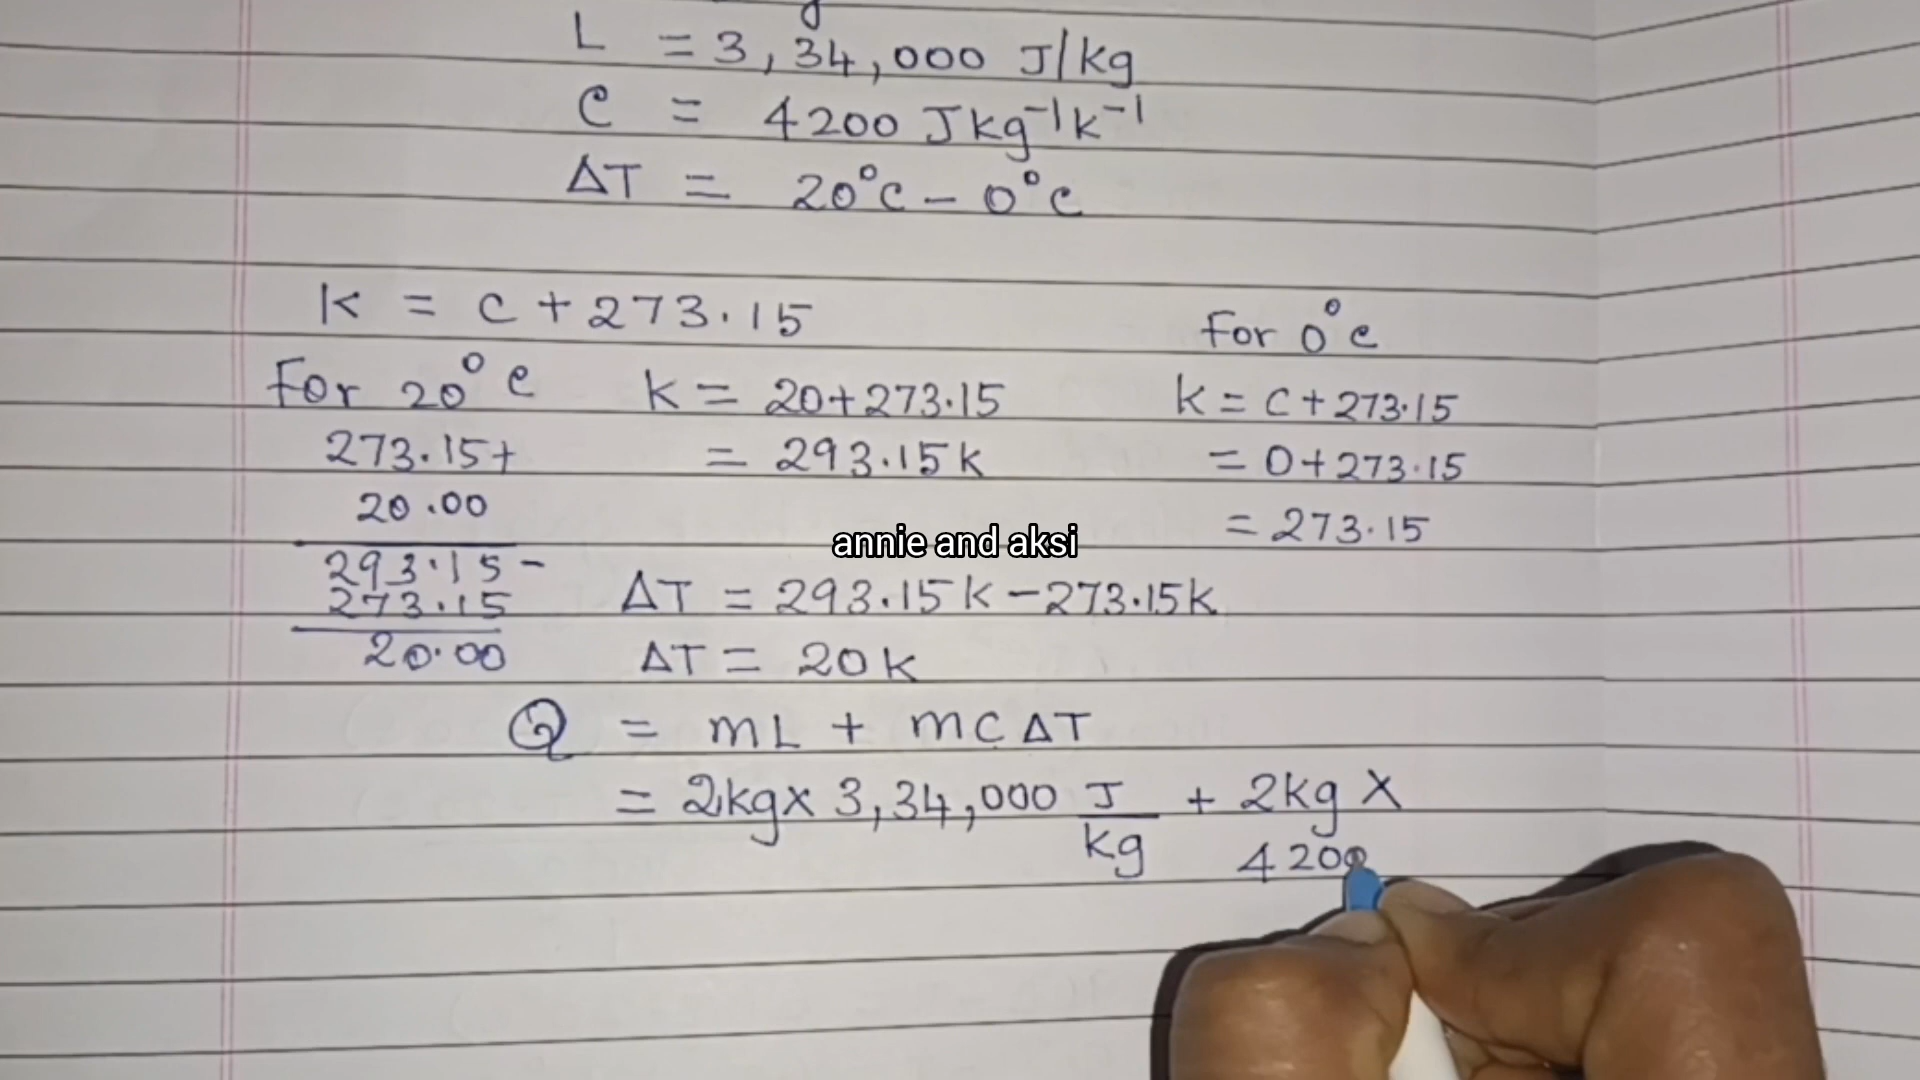 L = 3,34,000 J/kg
C = 4200 Jkg⁻¹k⁻¹
ΔT = 20°C - 0°C
K = C + 273.15
For 0°C
For 20°C K = 20+273.15 K = C+273.15
273.15+ = 293.15K = 0+273.15
20.00 = 273.15
annie and aksi
293.15-
273.15 ΔT = 293.15K-273.15K
20.00 ΔT = 20K
Q = mL + mCΔT
= 2kg x 3,34,000 J/kg + 2kg x
4200